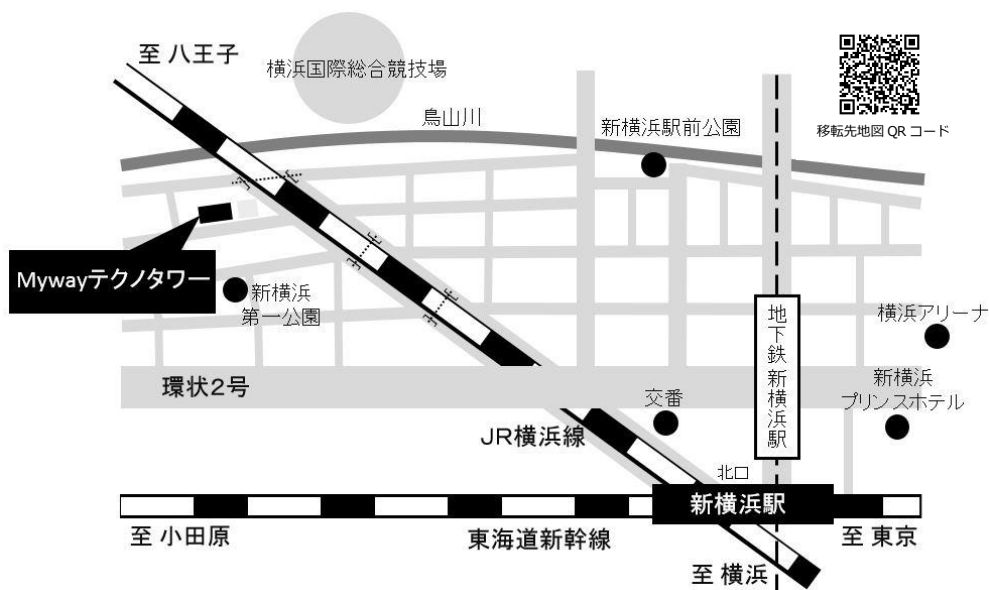 至 八王子
横浜国際総合競技場
鳥山川
新横浜駅前公園
移転先地図 QR コード
Mywayテクノタワー
新横浜
第一公園
地下鉄 新横浜駅
横浜アリーナ
環状2号
交番
新横浜
プリンスホテル
JR横浜線
北口
新横浜駅
至 小田原
東海道新幹線
至 東京
至 横浜